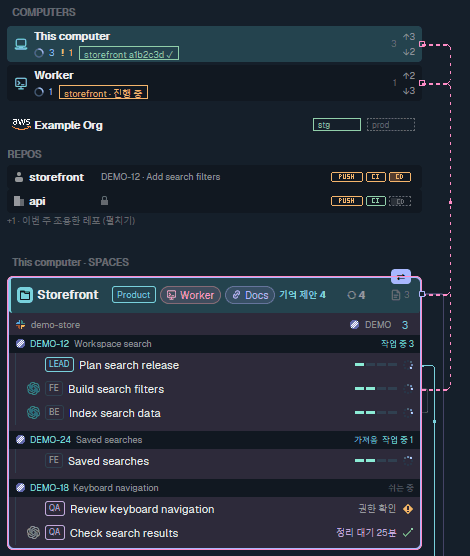 COMPUTERS
This computer 3 ↑3
3 ! 1 storefront a1b2c3d ✓ ↓2
Worker 1 ↑2
1 storefront · 진행 중 ↓3
aws Example Org stg prod
REPOS
storefront DEMO-12 · Add search filters PUSH CI CD
api PUSH CI CD
+1 · 이번 주 조용한 레포 (펼치기)
This computer · SPACES
Storefront Product Worker Docs 기억 제안 4 4 3
demo-store DEMO 3
DEMO-12 Workspace search 작업 중 3
LEAD Plan search release
FE Build search filters
BE Index search data
DEMO-24 Saved searches 가져옴 작업 중 1
FE Saved searches
DEMO-18 Keyboard navigation 쉬는 중
QA Review keyboard navigation 권한 확인
QA Check search results 정리 대기 25분